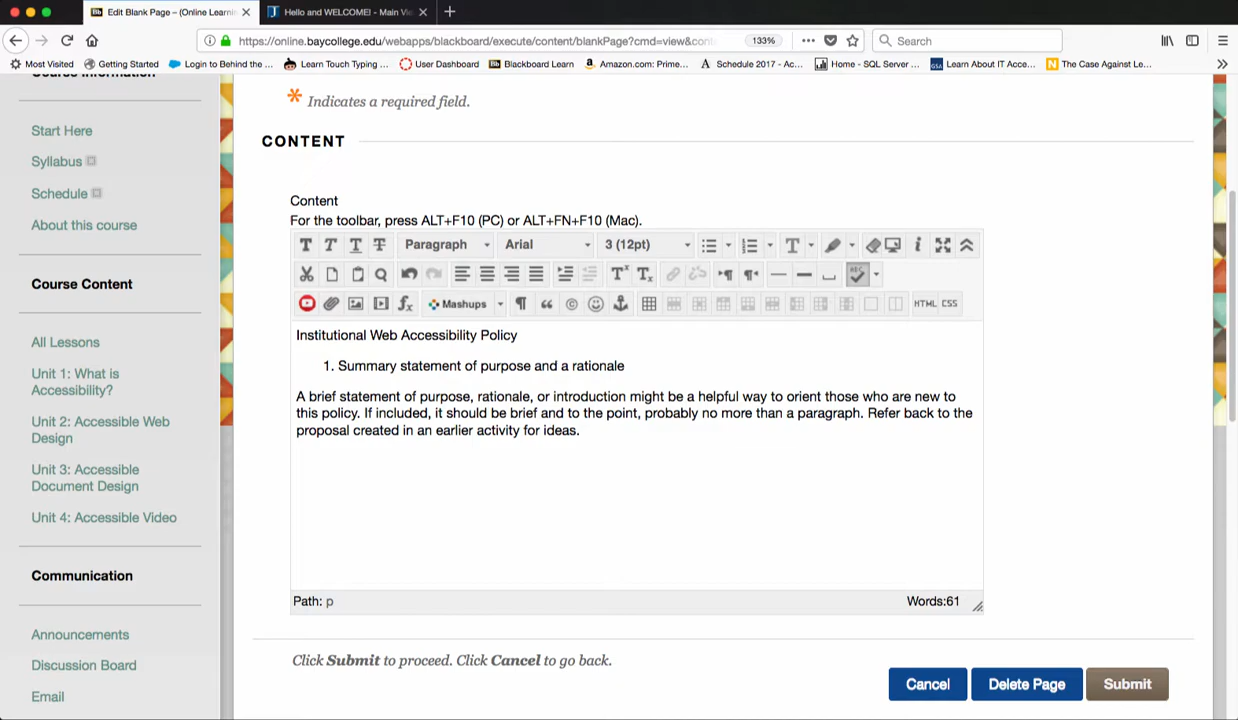 Edit Blank Page – (Online Learnin
Hello and WELCOME! - Main Vi
https://online.baycollege.edu/webapps/blackboard/execute/content/blankPage?cmd=view&con
133%
Search
Most Visited
Getting Started
Login to Behind the ...
Learn Touch Typing ...
User Dashboard
Blackboard Learn
Amazon.com: Prime...
Schedule 2017 - Ac...
Home - SQL Server ...
Learn About IT Acce...
The Case Against Le...
Course Information
Start Here
Syllabus
Schedule
About this course
Course Content
All Lessons
Unit 1: What is
Accessibility?
Unit 2: Accessible Web
Design
Unit 3: Accessible
Document Design
Unit 4: Accessible Video
Communication
Announcements
Discussion Board
Email
* Indicates a required field.
CONTENT
Content
For the toolbar, press ALT+F10 (PC) or ALT+FN+F10 (Mac).
T T T T Paragraph Arial 3 (12pt)
Mashups
HTML CSS
Institutional Web Accessibility Policy
1. Summary statement of purpose and a rationale
A brief statement of purpose, rationale, or introduction might be a helpful way to orient those who are new to
this policy. If included, it should be brief and to the point, probably no more than a paragraph. Refer back to the
proposal created in an earlier activity for ideas.
Path: p
Words:61
Click Submit to proceed. Click Cancel to go back.
Cancel
Delete Page
Submit